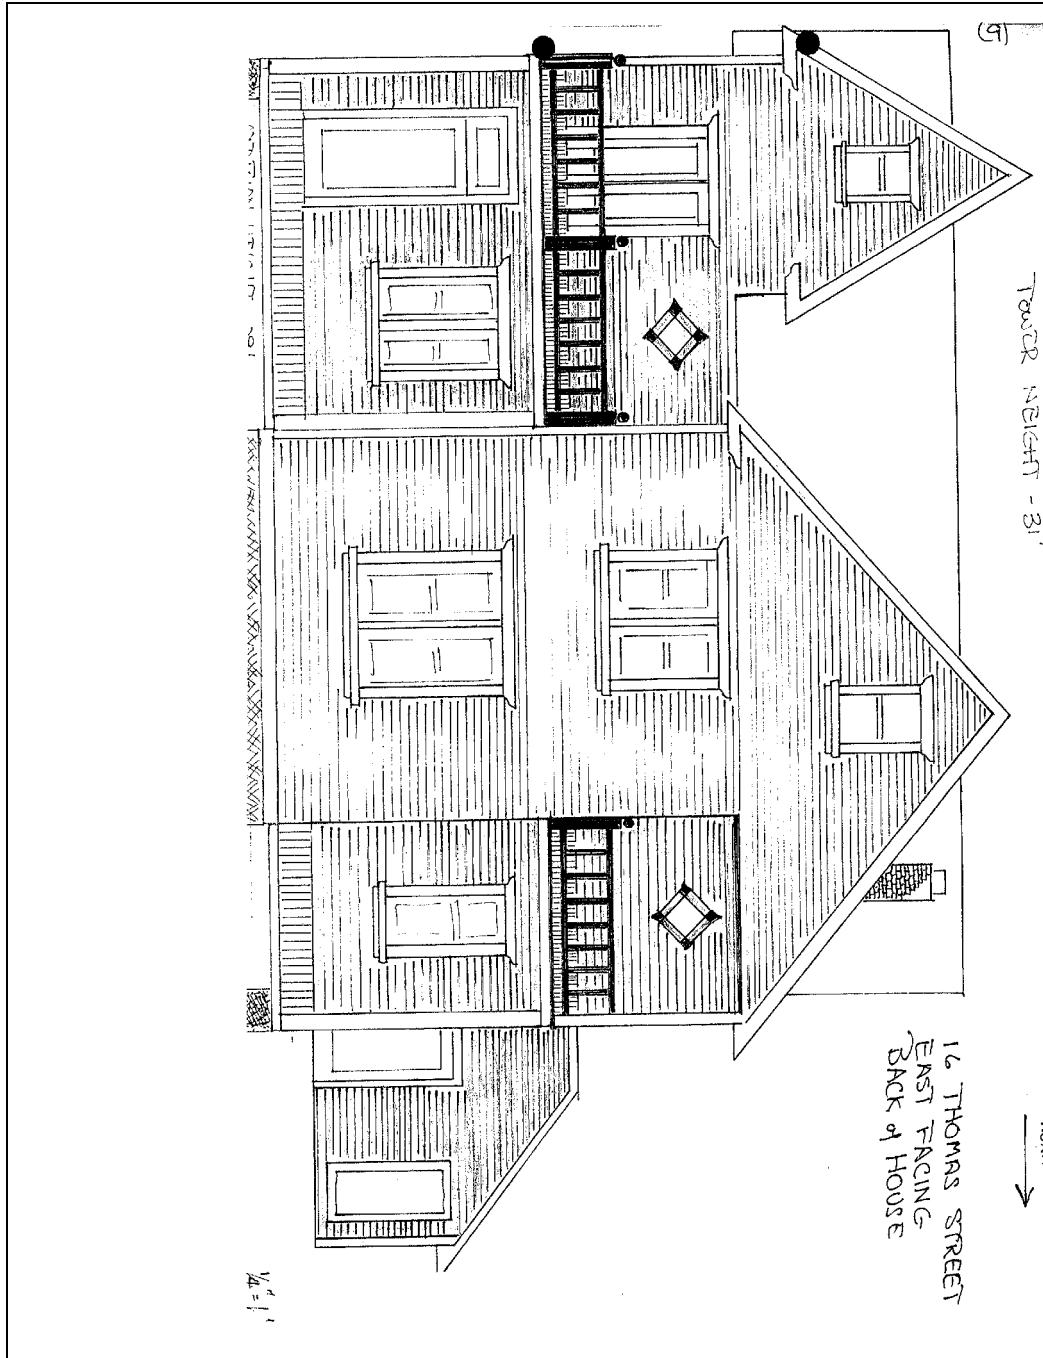 (9)
TOWER HEIGHT - 31'
16 THOMAS STREET
EAST FACING
BACK of HOUSE
1/4" = 1'